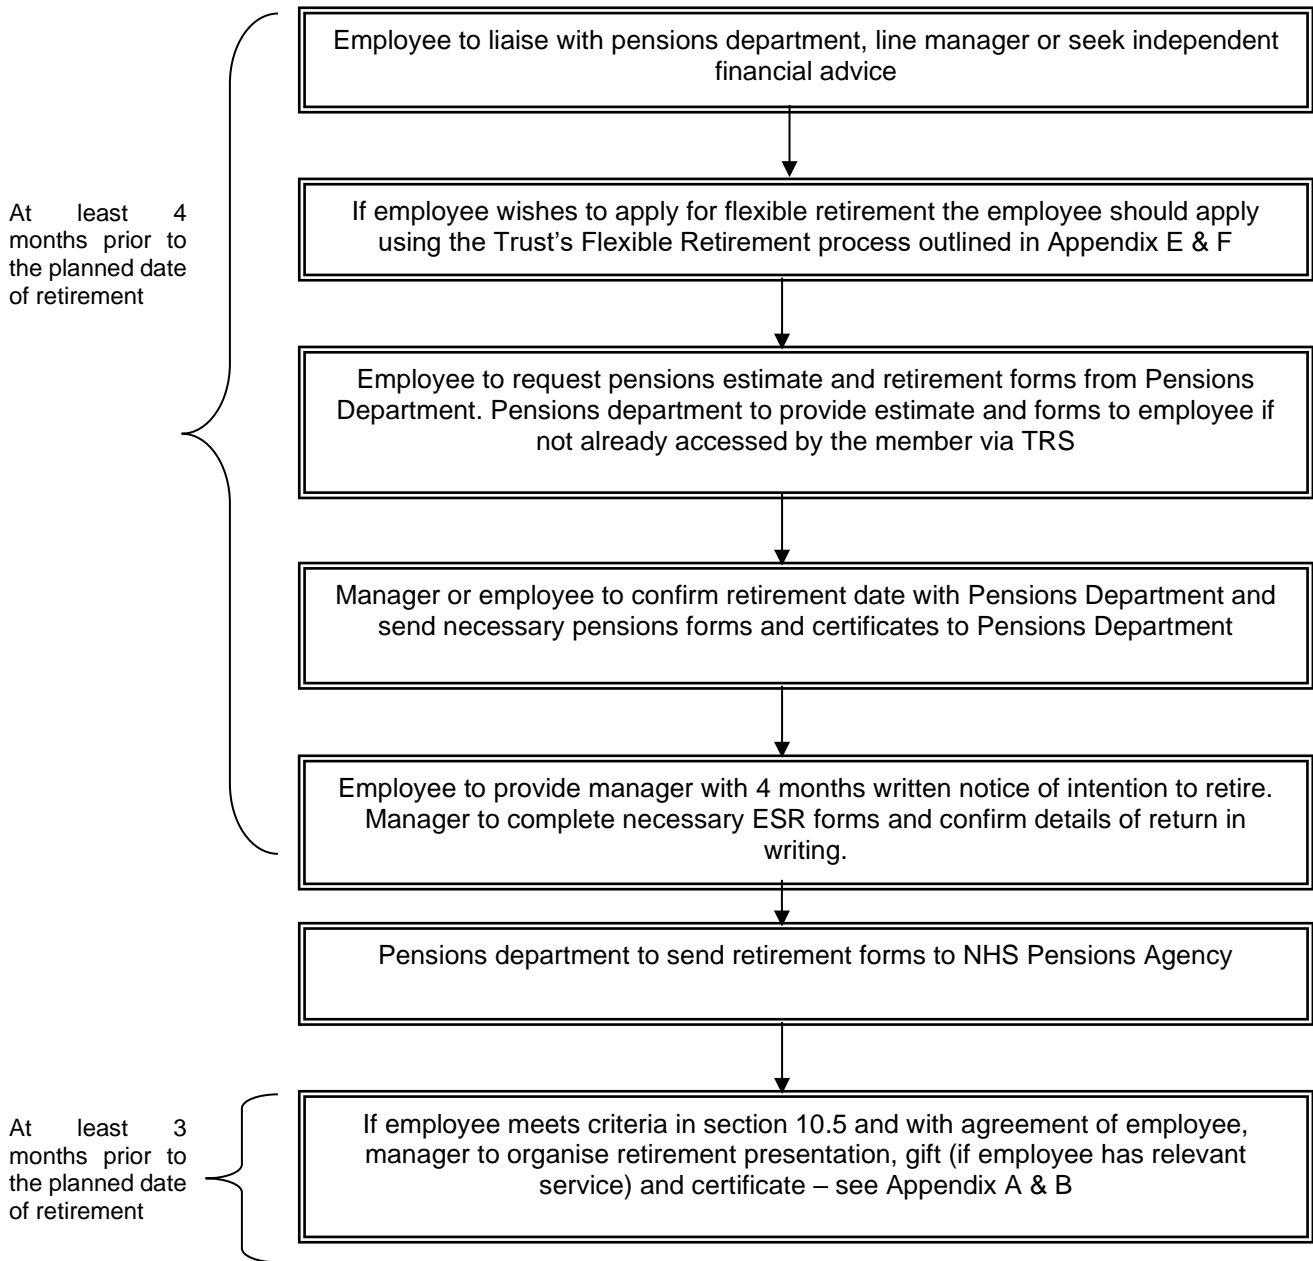 Employee to liaise with pensions department, line manager or seek independent
financial advice
At least 4
months prior to
the planned date
of retirement
If employee wishes to apply for flexible retirement the employee should apply
using the Trust’s Flexible Retirement process outlined in Appendix E & F
Employee to request pensions estimate and retirement forms from Pensions
Department. Pensions department to provide estimate and forms to employee if
not already accessed by the member via TRS
Manager or employee to confirm retirement date with Pensions Department and
send necessary pensions forms and certificates to Pensions Department
Employee to provide manager with 4 months written notice of intention to retire.
Manager to complete necessary ESR forms and confirm details of return in
writing.
Pensions department to send retirement forms to NHS Pensions Agency
At least 3
months prior to
the planned date
of retirement
If employee meets criteria in section 10.5 and with agreement of employee,
manager to organise retirement presentation, gift (if employee has relevant
service) and certificate – see Appendix A & B